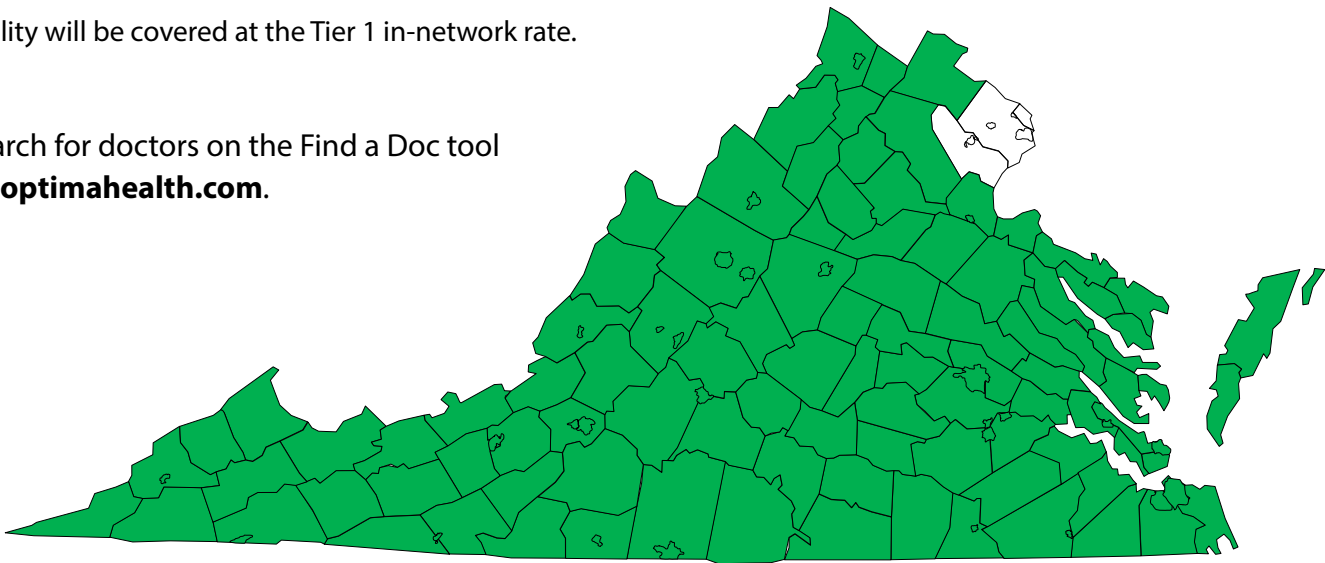 lity will be covered at the Tier 1 in-network rate.
arch for doctors on the Find a Doc tool
optimahealth.com.